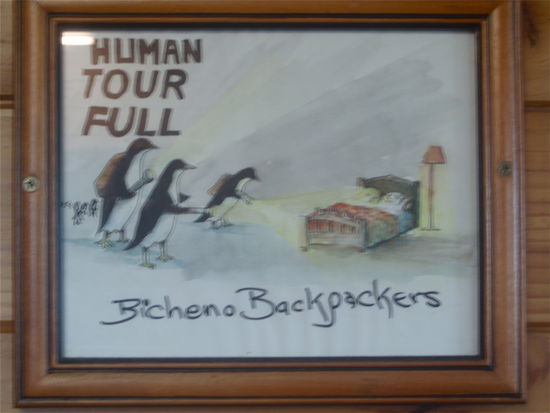 HUMAN
TOUR
FULL
Bicheno Backpackers